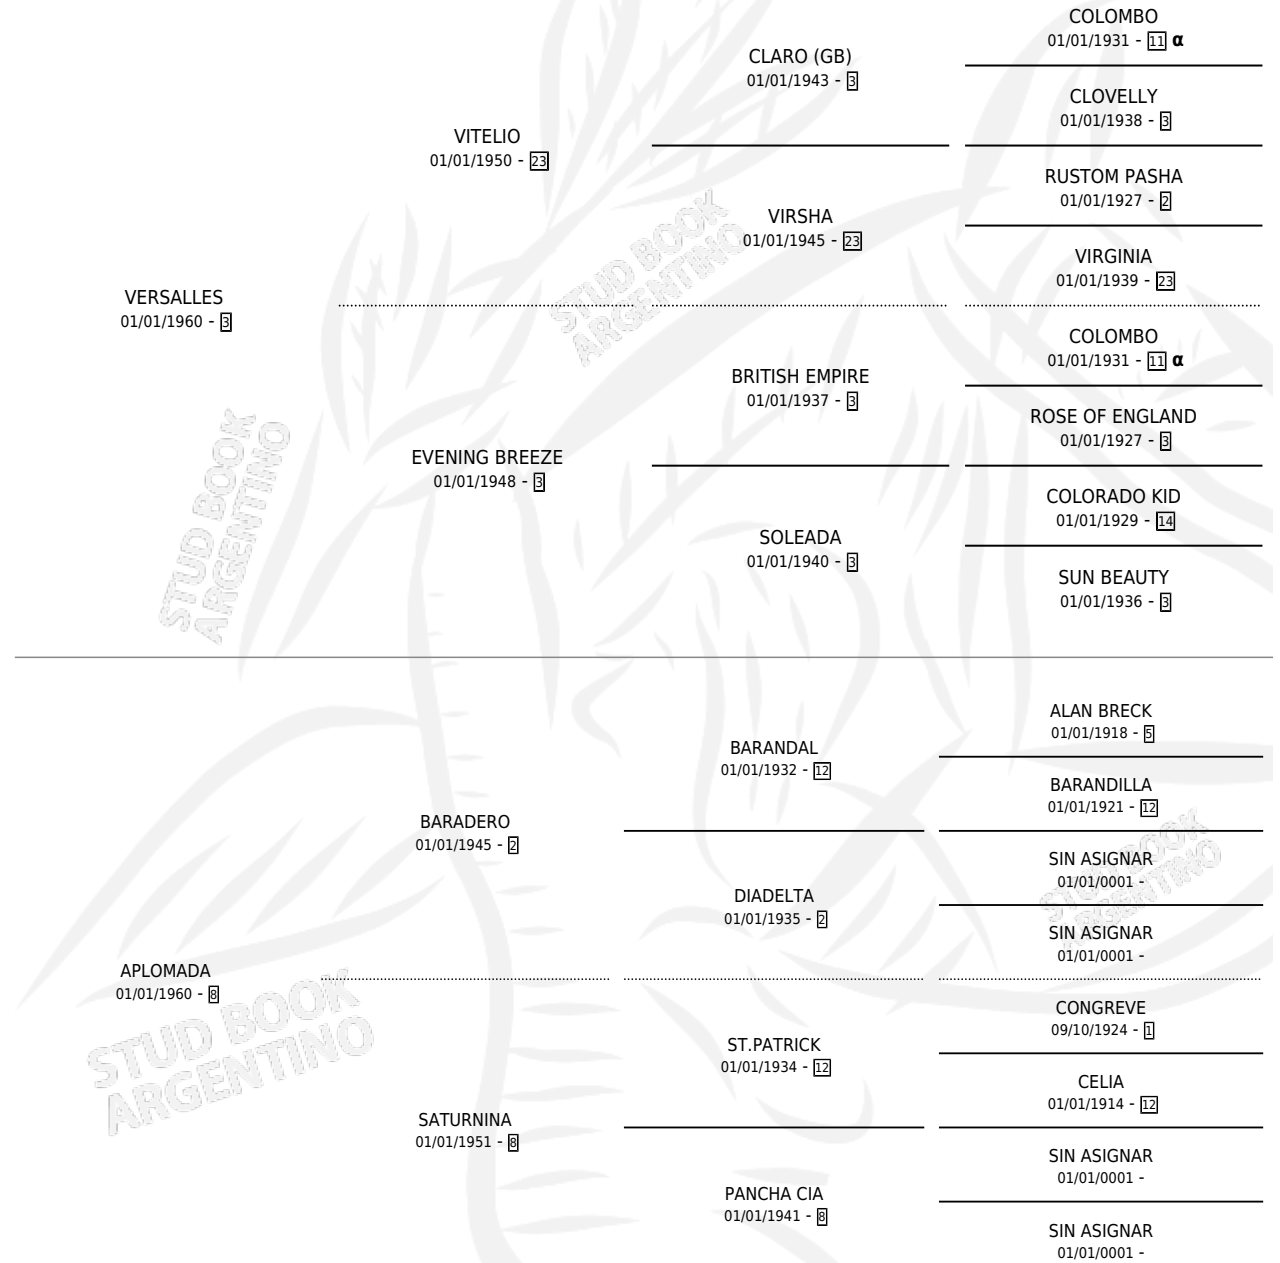 COLOMBO
01/01/1931 - 11 α
CLARO (GB)
01/01/1943 - 3
CLOVELLY
01/01/1938 - 3
VITELIO
01/01/1950 - 23
RUSTOM PASHA
01/01/1927 - 2
VIRSHA
01/01/1945 - 23
VIRGINIA
01/01/1939 - 23
VERSALLES
01/01/1960 - 3
COLOMBO
01/01/1931 - 11 α
BRITISH EMPIRE
01/01/1937 - 3
ROSE OF ENGLAND
01/01/1927 - 3
EVENING BREEZE
01/01/1948 - 3
COLORADO KID
01/01/1929 - 14
SOLEADA
01/01/1940 - 3
SUN BEAUTY
01/01/1936 - 3
ALAN BRECK
01/01/1918 - 5
BARANDAL
01/01/1932 - 12
BARANDILLA
01/01/1921 - 12
BARADERO
01/01/1945 - 2
SIN ASIGNAR
01/01/0001 -
DIADELTA
01/01/1935 - 2
SIN ASIGNAR
01/01/0001 -
APLOMADA
01/01/1960 - 8
CONGREVE
09/10/1924 - 1
ST.PATRICK
01/01/1934 - 12
CELIA
01/01/1914 - 12
SATURNINA
01/01/1951 - 8
SIN ASIGNAR
01/01/0001 -
PANCHA CIA
01/01/1941 - 8
SIN ASIGNAR
01/01/0001 -
STUD BOOK
ARGENTINO
STUD BOOK
ARGENTINO
STUD BOOK
ARGENTINO
STUD BOOK
ARGENTINO